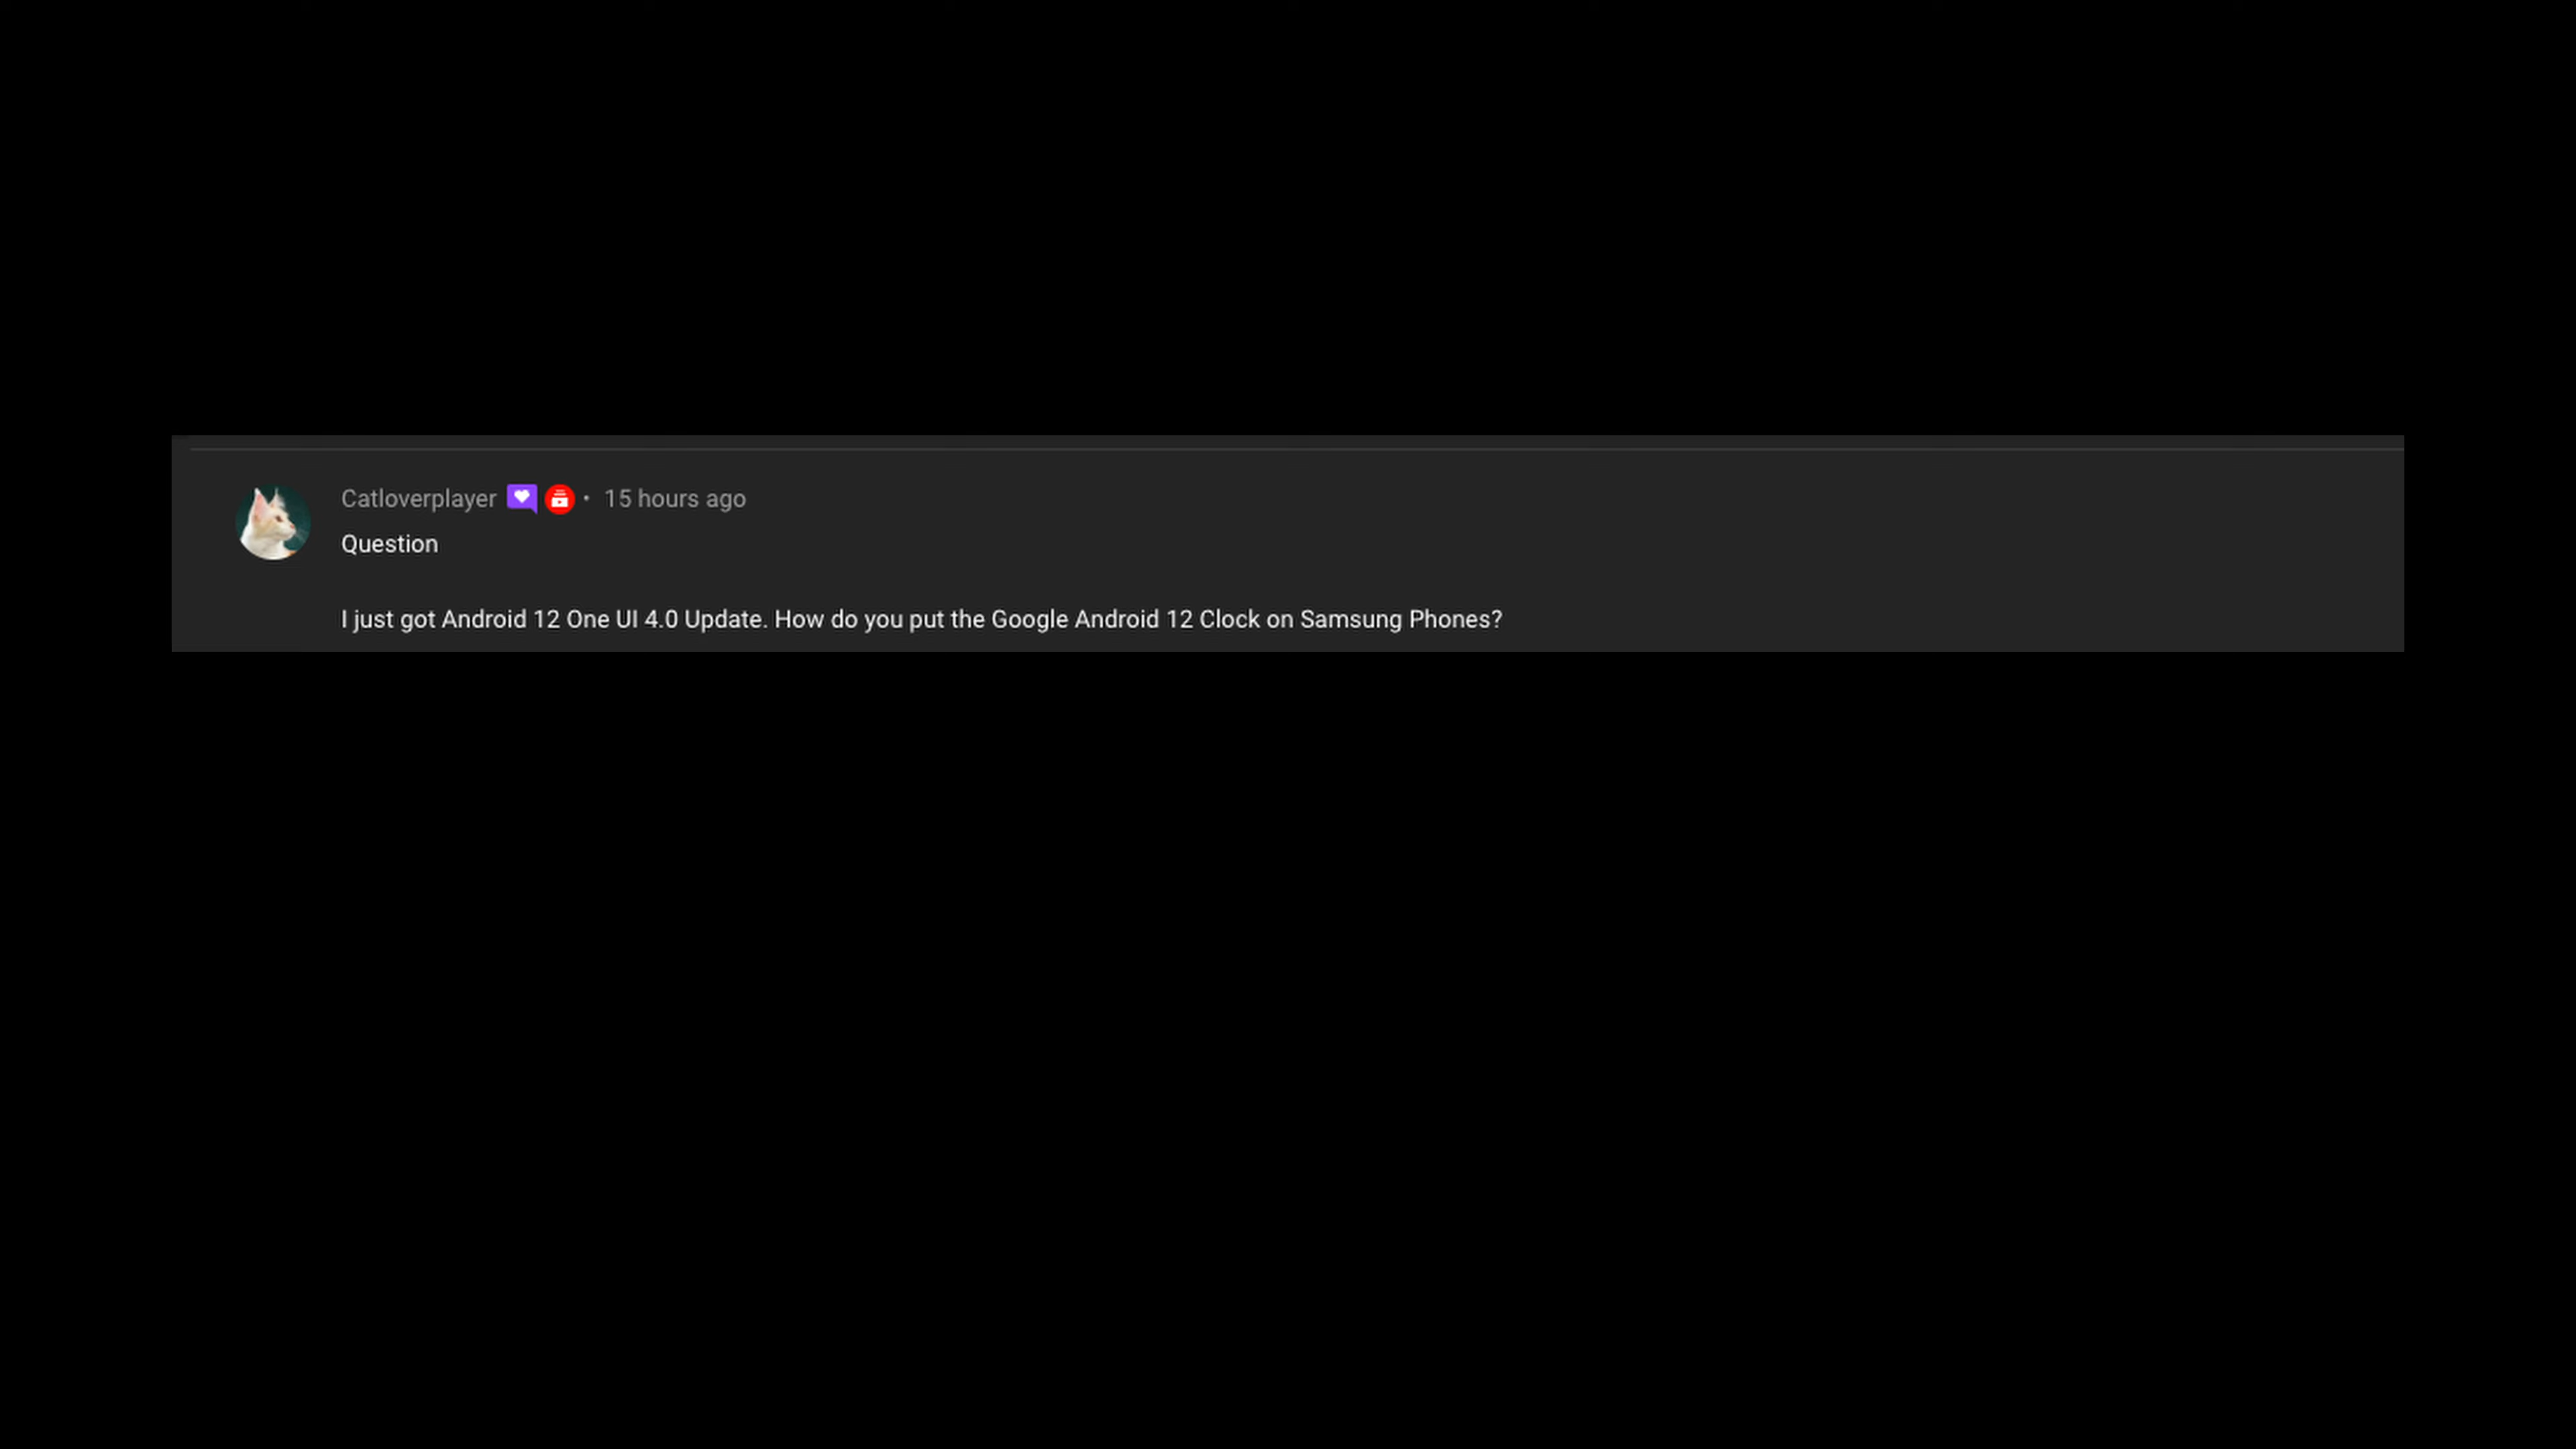 Catloverplayer • 15 hours ago
Question
I just got Android 12 One UI 4.0 Update. How do you put the Google Android 12 Clock on Samsung Phones?